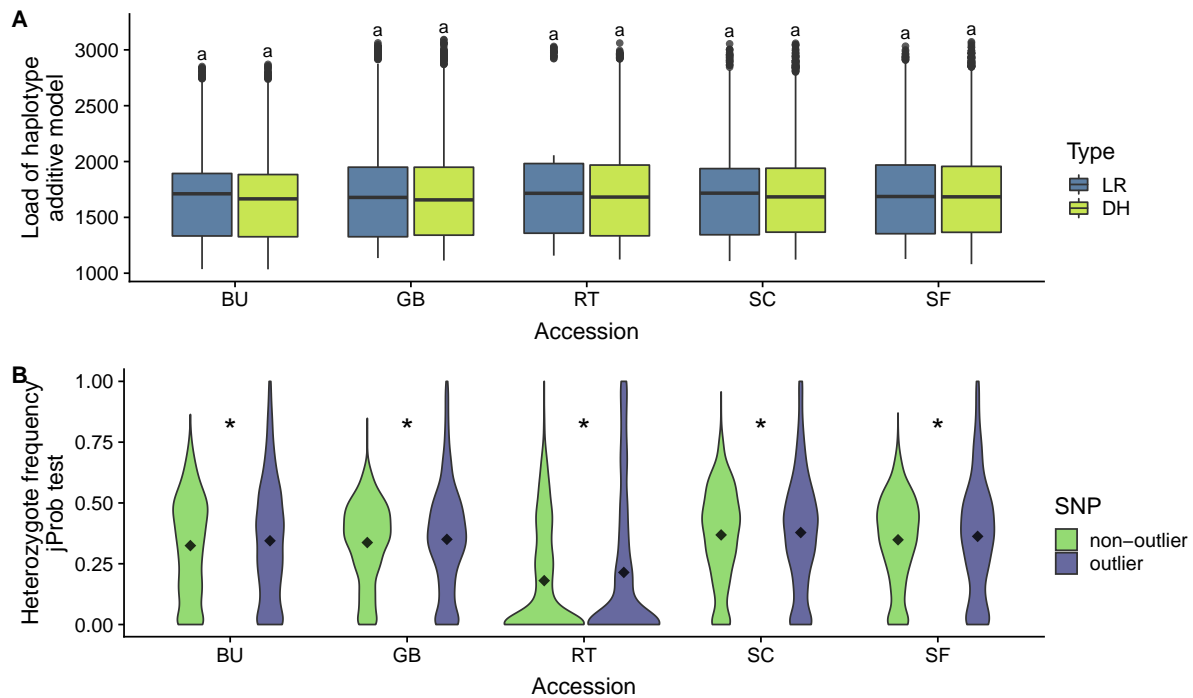 A
Load of haplotype
additive model
3000
2500
2000
1500
1000
a a a a a a a a a a
BU GB RT SC SF
Accession
Type
LR
DH
B
Heterozygote frequency
jProb test
1.00
0.75
0.50
0.25
0.00
* * * * *
BU GB RT SC SF
Accession
SNP
non−outlier
outlier